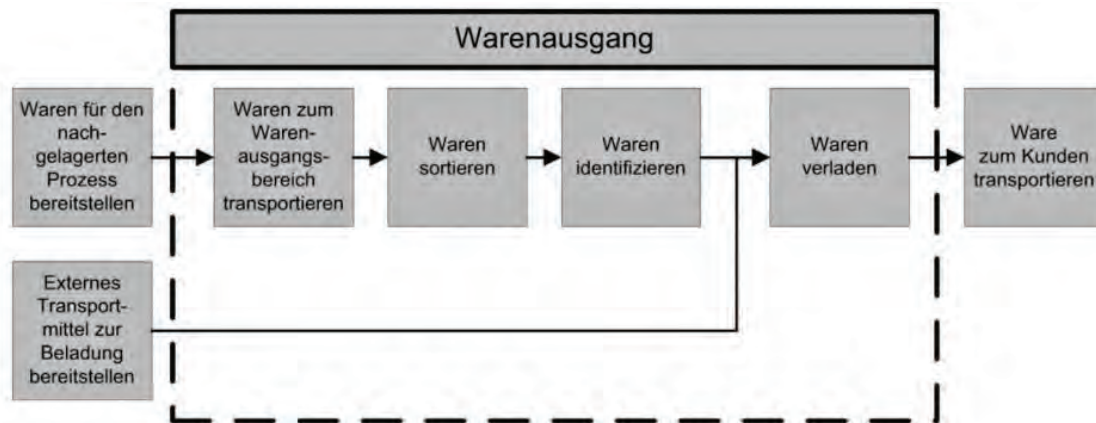 Warenausgang
Waren für den
nach-
gelagerten
Prozess
bereitstellen
Waren zum
Waren-
ausgangs-
bereich
transportieren
Waren
sortieren
Waren
identifizieren
Waren
verladen
Ware
zum Kunden
transportieren
Externes
Transport-
mittel zur
Beladung
bereitstellen